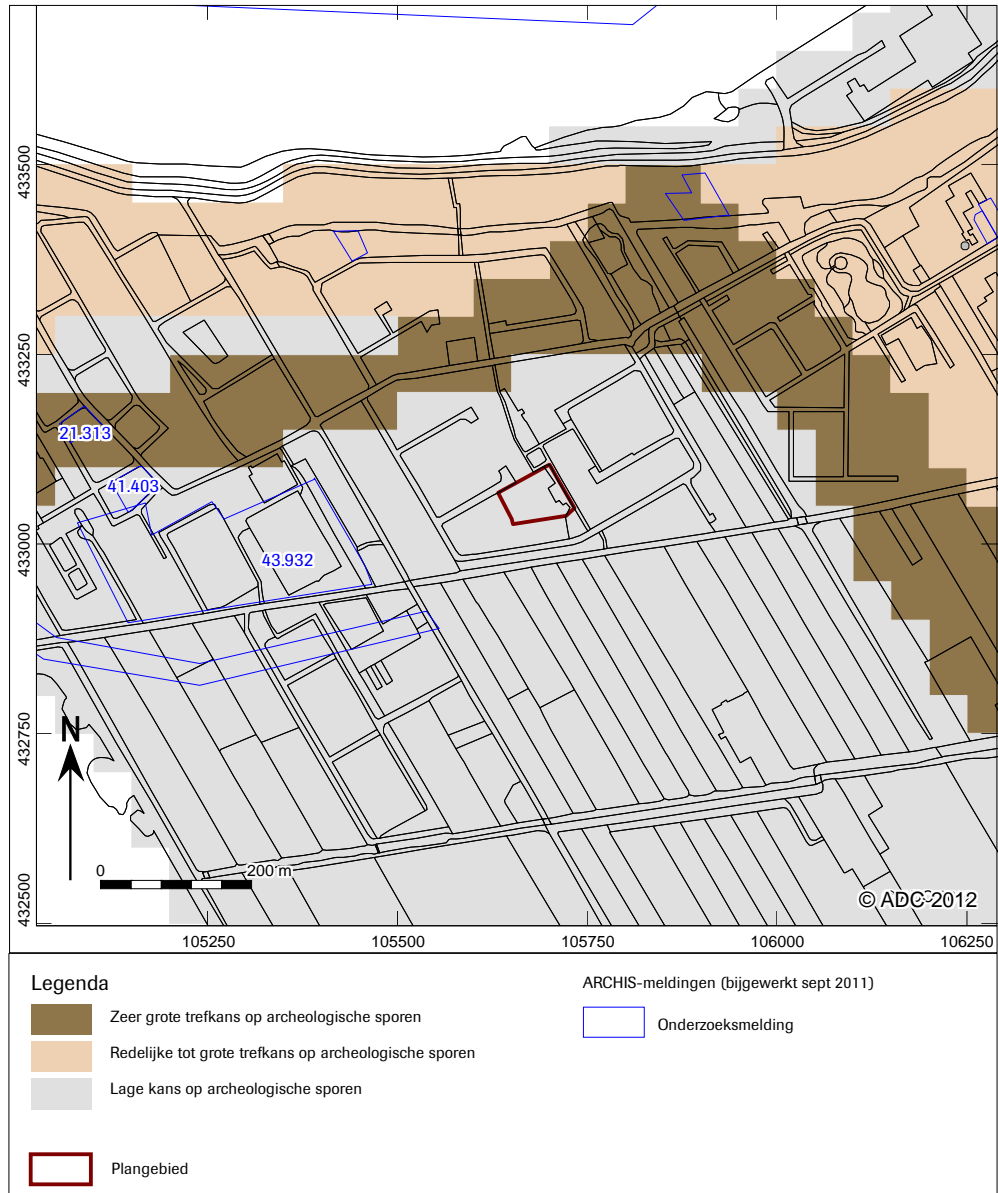 433500
433250
433000
432750
432500
21.313
41.403
43.932
N
0 200 m
© ADC 2012
105250 105500 105750 106000 106250
Legenda
Zeer grote trefkans op archeologische sporen
Redelijke tot grote trefkans op archeologische sporen
Lage kans op archeologische sporen
Plangebied
ARCHIS-meldingen (bijgewerkt sept 2011)
Onderzoeksmelding